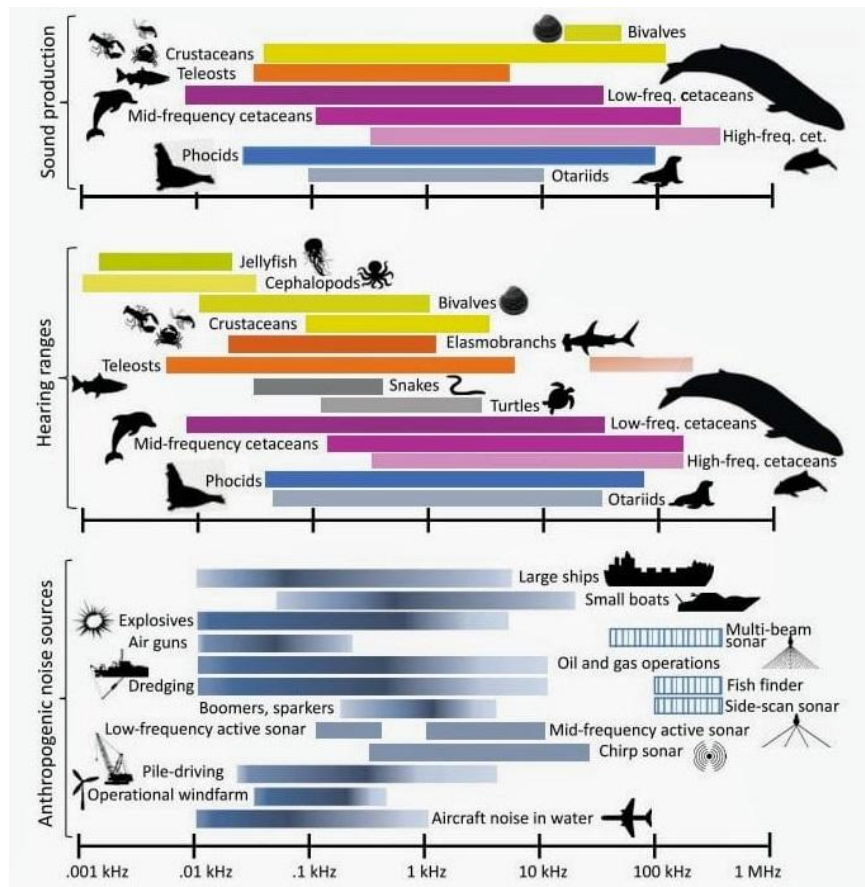 Sound production
Bivalves
Crustaceans
Teleosts
Low-freq. cetaceans
Mid-frequency cetaceans
High-freq. cet.
Phocids
Otariids
Hearing ranges
Jellyfish
Cephalopods
Bivalves
Crustaceans
Elasmobranchs
Teleosts
Snakes
Turtles
Low-freq. cetaceans
Mid-frequency cetaceans
High-freq. cetaceans
Phocids
Otariids
Anthropogenic noise sources
Large ships
Small boats
Explosives
Multi-beam
sonar
Air guns
Oil and gas operations
Dredging
Fish finder
Boomers, sparkers
Side-scan sonar
Low-frequency active sonar
Mid-frequency active sonar
Chirp sonar
Pile-driving
Operational windfarm
Aircraft noise in water
.001 kHz .01 kHz .1 kHz 1 kHz 10 kHz 100 kHz 1 MHz